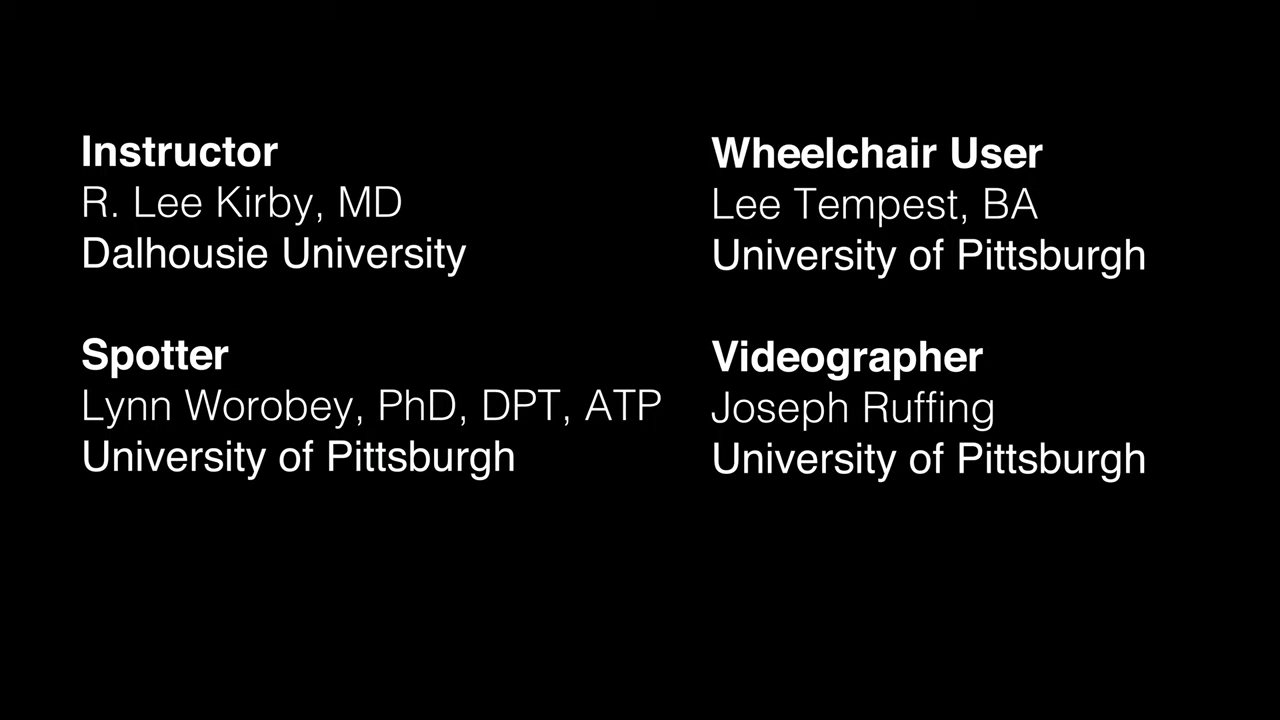 Instructor
R. Lee Kirby, MD
Dalhousie University
Wheelchair User
Lee Tempest, BA
University of Pittsburgh
Spotter
Lynn Worobey, PhD, DPT, ATP
University of Pittsburgh
Videographer
Joseph Ruffing
University of Pittsburgh